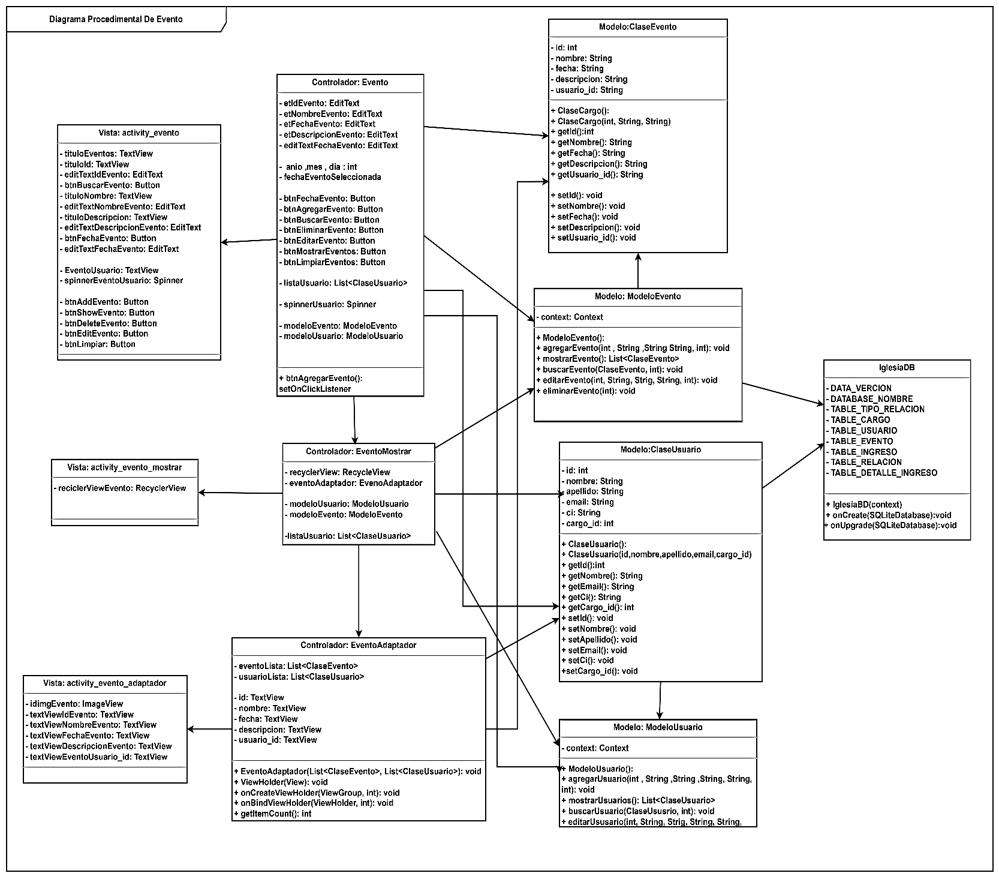 Diagrama Procedimental De Evento
Vista: activity_evento
- tituloEventos: TextView
- tituloId: TextView
- editTextIdEvento: EditText
- btnBuscarEvento: Button
- tituloNombre: TextView
- editTextNombreEvento: EditText
- tituloDescripcion: TextView
- editTextDescripcionEvento: EditText
- btnFechaEvento: Button
- editTextFechaEvento: EditText
- EventoUsuario: TextView
- spinnerEventoUsuario: Spinner
- btnAddEvento: Button
- btnShowEvento: Button
- btnDeleteEvento: Button
- btnEditEvento: Button
- btnLimpiar: Button
Controlador: Evento
- etIdEvento: EditText
- etNombreEvento: EditText
- etFechaEvento: EditText
- etDescripcionEvento: EditText
- editTextFechaEvento: EditText
- anio ,mes , dia : int
- fechaEventoSeleccionada
- btnFechaEvento: Button
- btnAgregarEvento: Button
- btnBuscarEvento: Button
- btnEliminarEvento: Button
- btnEditarEvento: Button
- btnMostrarEventos: Button
- btnLimpiarEventos: Button
- listaUsuario: List<ClaseUsuario>
- spinnerUsuario: Spinner
- modeloEvento: ModeloEvento
- modeloUsuario: ModeloUsuario
+ btnAgregarEvento():
setOnClickListener
Modelo:ClaseEvento
- id: int
- nombre: String
- fecha: String
- descripcion: String
- usuario_id: String
+ ClaseCargo():
+ ClaseCargo(int, String, String)
+ getId():int
+ getNombre(): String
+ getFecha(): String
+ getDescripcion(): String
+ getUsuario_id(): String
+ setId(): void
+ setNombre(): void
+ setFecha(): void
+ setDescripcion(): void
+ setUsuario_id(): void
Modelo: ModeloEvento
- context: Context
+ ModeloEvento():
+ agregarEvento(int , String ,String String, int): void
+ mostrarEvento(): List<ClaseEvento>
+ buscarEvento(ClaseEvento, int): void
+ editarEvento(int, String, Strig, String, int): void
+ eliminarEvento(int): void
IglesiaDB
- DATA_VERCION
- DATABASE_NOMBRE
- TABLE_TIPO_RELACION
- TABLE_CARGO
- TABLE_USUARIO
- TABLE_EVENTO
- TABLE_INGRESO
- TABLE_RELACION
- TABLE_DETALLE_INGRESO
+ IglesiaBD(context)
+ onCreate(SQLiteDatabase):void
+ onUpgrade(SQLiteDatabase):void
Vista: activity_evento_mostrar
- reciclerViewEvento: RecyclerView
Controlador: EventoMostrar
- recyclerView: RecycleView
- eventoAdaptador: EvenoAdaptador
- modeloUsuario: ModeloUsuario
- modeloEvento: ModeloEvento
-listaUsuario: List<ClaseUsuario>
Modelo:ClaseUsuario
- id: int
- nombre: String
- apellido: String
- email: String
- ci: String
- cargo_id: int
+ ClaseUsuario():
+ ClaseUsuario(id,nombre,apellido,email,cargo_id)
+ getId():int
+ getNombre(): String
+ getEmail(): String
+ getCi(): String
+ getCargo_id(): int
+ setId(): void
+ setNombre(): void
+ setApellido(): void
+ setEmail(): void
+ setCi(): void
+setCargo_id(): void
Vista: activity_evento_adaptador
- idimgEvento: ImageView
- textViewIdEvento: TextView
- textViewNombreEvento: TextView
- textViewFechaEvento: TextView
- textViewDescripcionEvento: TextView
- textViewEventoUsuario_id: TextView
Controlador: EventoAdaptador
- eventoLista: List<ClaseEvento>
- usuarioLista: List<ClaseUsuario>
- id: TextView
- nombre: TextView
- fecha: TextView
- descripcion: TextView
- usuario_id: TextView
+ EventoAdaptador(List<ClaseEvento>, List<ClaseUsuario>): void
+ ViewHolder(View): void
+ onCreateViewHolder(ViewGroup, int): void
+ onBindViewHolder(ViewHolder, int): void
+ getItemCount(): int
Modelo: ModeloUsuario
- context: Context
+ ModeloUsuario():
+ agregarUsuario(int , String ,String ,String, String,
int): void
+ mostrarUsuarios(): List<ClaseUsuario>
+ buscarUsuario(ClaseUsusrio, int): void
+ editarUsusario(int, String, Strig, String, String,